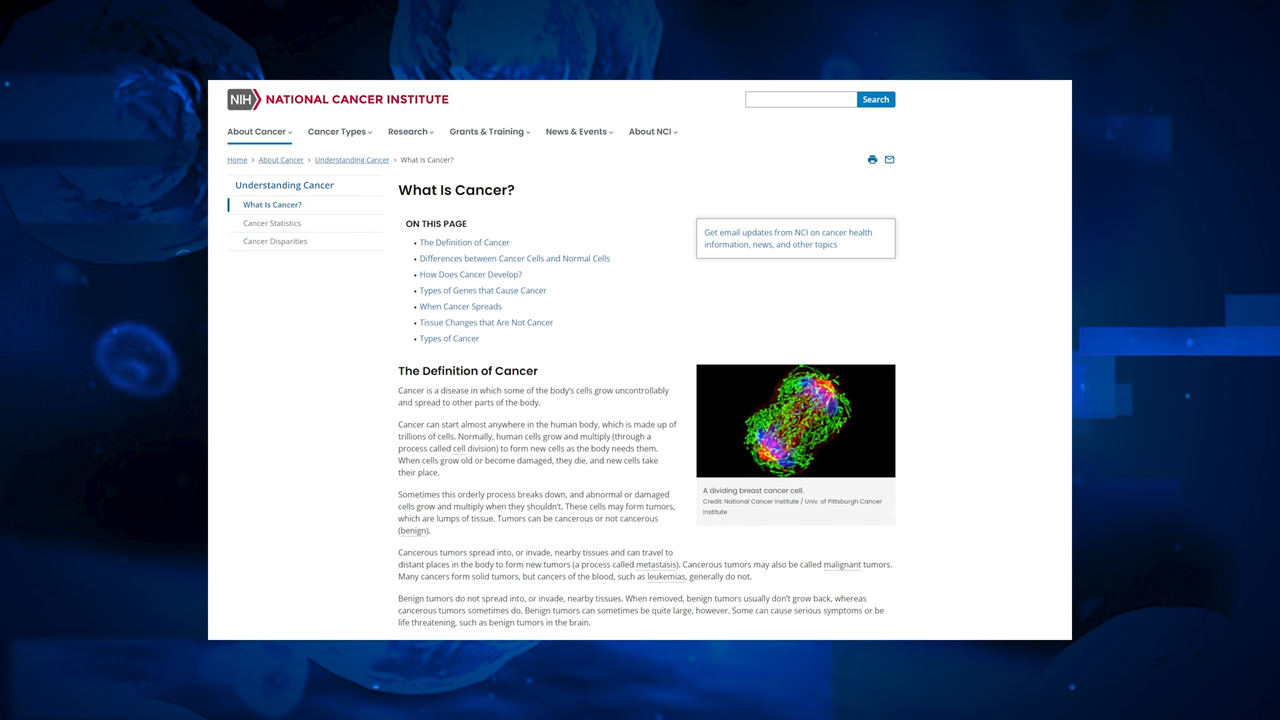 NIH NATIONAL CANCER INSTITUTE
Search
About Cancer Cancer Types Research Grants & Training News & Events About NCI
Home > About Cancer > Understanding Cancer > What Is Cancer?
Understanding Cancer
What Is Cancer?
Cancer Statistics
Cancer Disparities
What Is Cancer?
ON THIS PAGE
• The Definition of Cancer
• Differences between Cancer Cells and Normal Cells
• How Does Cancer Develop?
• Types of Genes that Cause Cancer
• When Cancer Spreads
• Tissue Changes that Are Not Cancer
• Types of Cancer
Get email updates from NCI on cancer health
information, news, and other topics
The Definition of Cancer
Cancer is a disease in which some of the body's cells grow uncontrollably
and spread to other parts of the body.
Cancer can start almost anywhere in the human body, which is made up of
trillions of cells. Normally, human cells grow and multiply (through a
process called cell division) to form new cells as the body needs them.
When cells grow old or become damaged, they die, and new cells take
their place.
Sometimes this orderly process breaks down, and abnormal or damaged
cells grow and multiply when they shouldn't. These cells may form tumors,
which are lumps of tissue. Tumors can be cancerous or not cancerous
(benign).
A dividing breast cancer cell.
Credit: National Cancer Institute / Univ. of Pittsburgh Cancer
Institute
Cancerous tumors spread into, or invade, nearby tissues and can travel to
distant places in the body to form new tumors (a process called metastasis). Cancerous tumors may also be called malignant tumors.
Many cancers form solid tumors, but cancers of the blood, such as leukemias, generally do not.
Benign tumors do not spread into, or invade, nearby tissues. When removed, benign tumors usually don't grow back, whereas
cancerous tumors sometimes do. Benign tumors can sometimes be quite large, however. Some can cause serious symptoms or be
life threatening, such as benign tumors in the brain.